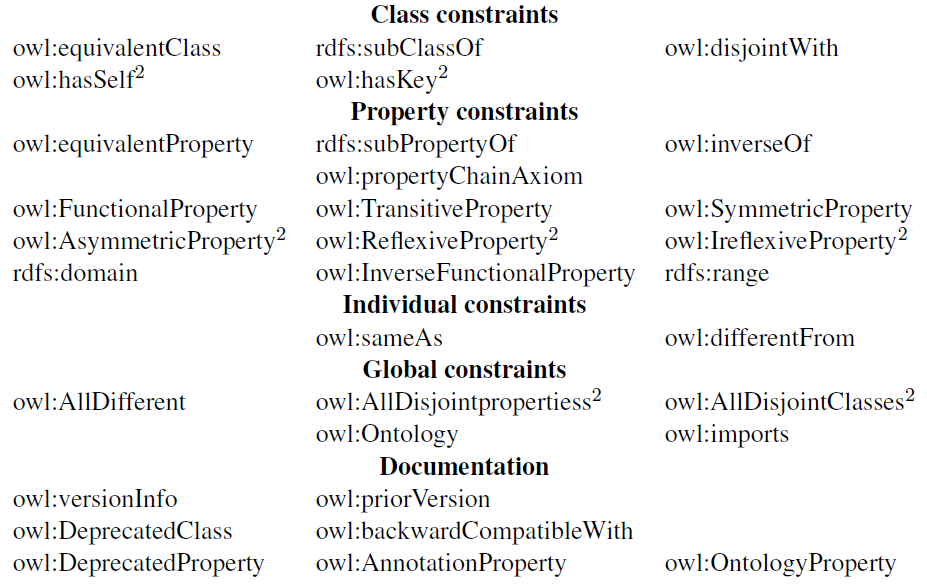 Class constraints
owl:equivalentClass rdfs:subClassOf owl:disjointWith
owl:hasSelf² owl:hasKey²
Property constraints
owl:equivalentProperty rdfs:subPropertyOf owl:inverseOf
owl:propertyChainAxiom
owl:FunctionalProperty owl:TransitiveProperty owl:SymmetricProperty
owl:AsymmetricProperty² owl:ReflexiveProperty² owl:IreflexiveProperty²
rdfs:domain owl:InverseFunctionalProperty rdfs:range
Individual constraints
owl:sameAs owl:differentFrom
Global constraints
owl:AllDifferent owl:AllDisjointpropertiess² owl:AllDisjointClasses²
owl:Ontology owl:imports
Documentation
owl:versionInfo owl:priorVersion
owl:DeprecatedClass owl:backwardCompatibleWith
owl:DeprecatedProperty owl:AnnotationProperty owl:OntologyProperty